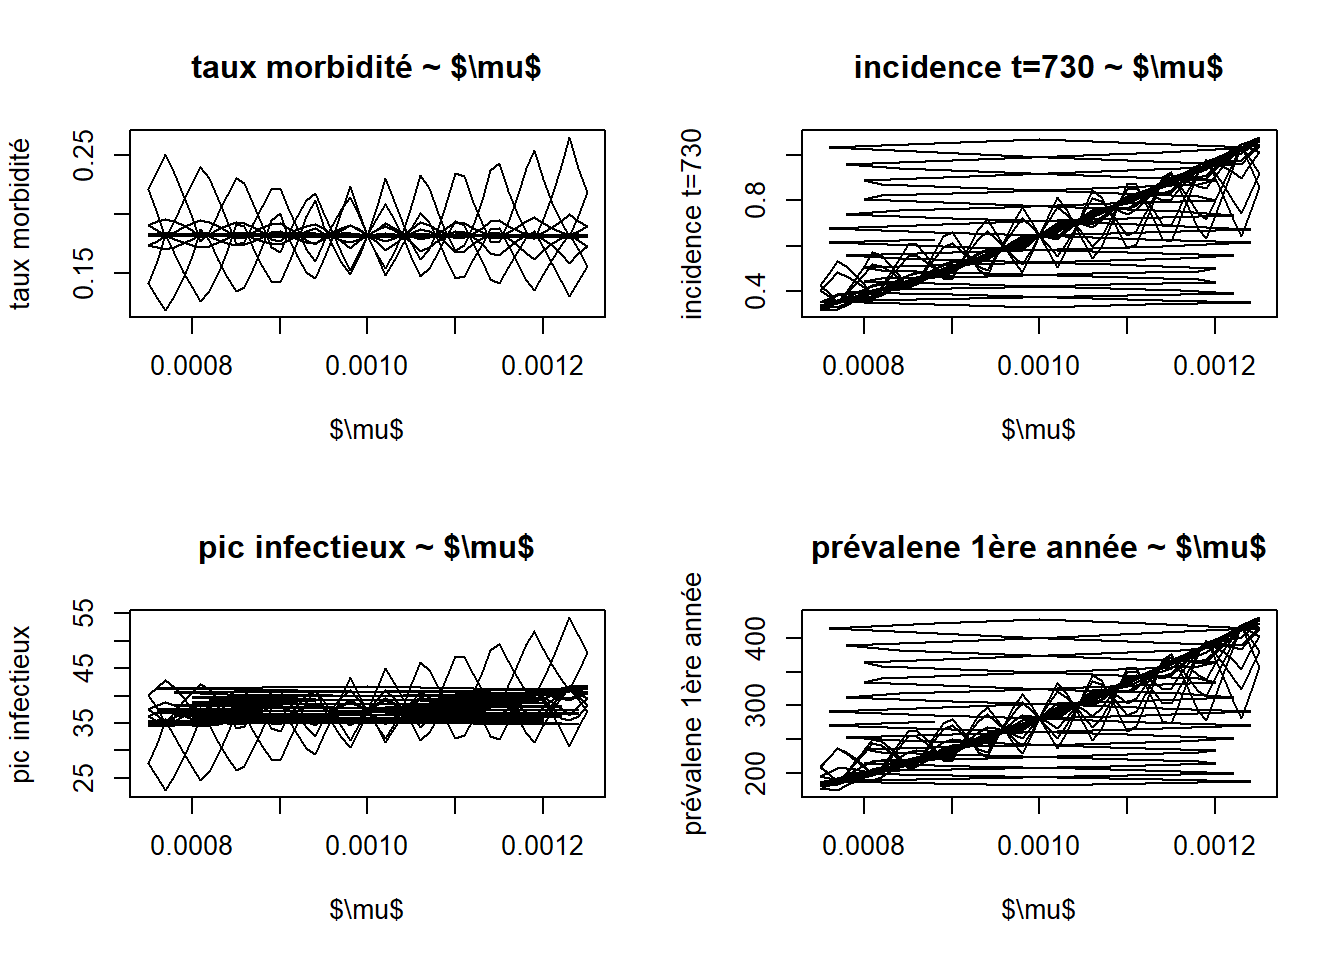 taux morbidité ~ $\mu$
taux morbidité
0.15 0.25
0.0008 0.0010 0.0012
$\mu$
incidence t=730 ~ $\mu$
incidence t=730
0.4 0.8
0.0008 0.0010 0.0012
$\mu$
pic infectieux ~ $\mu$
pic infectieux
25 35 45 55
0.0008 0.0010 0.0012
$\mu$
prévalene 1ère année ~ $\mu$
prévalene 1ère année
200 300 400
0.0008 0.0010 0.0012
$\mu$